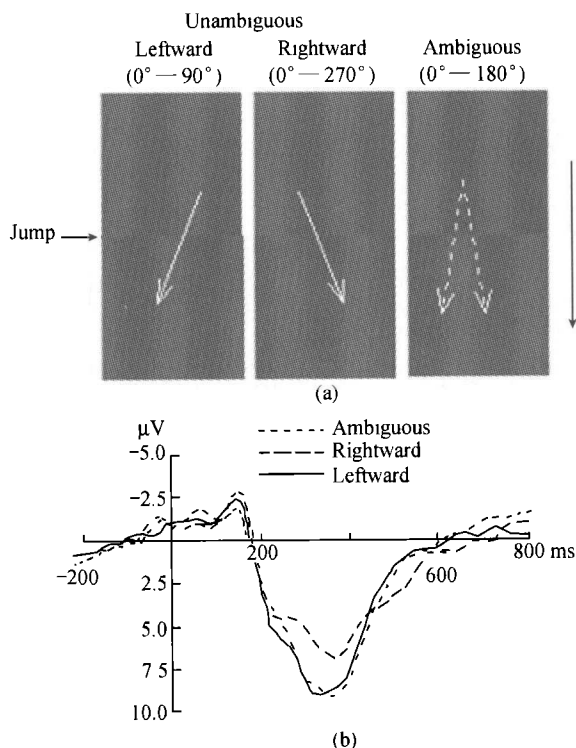 Unambiguous
Leftward Rightward Ambiguous
(0°—90°) (0°—270°) (0°—180°)
Jump
(a)
μV
-5.0
-2.5
2.5
5.0
7 5
10.0
-200
200
600
800 ms
Ambiguous
Rightward
Leftward
(b)